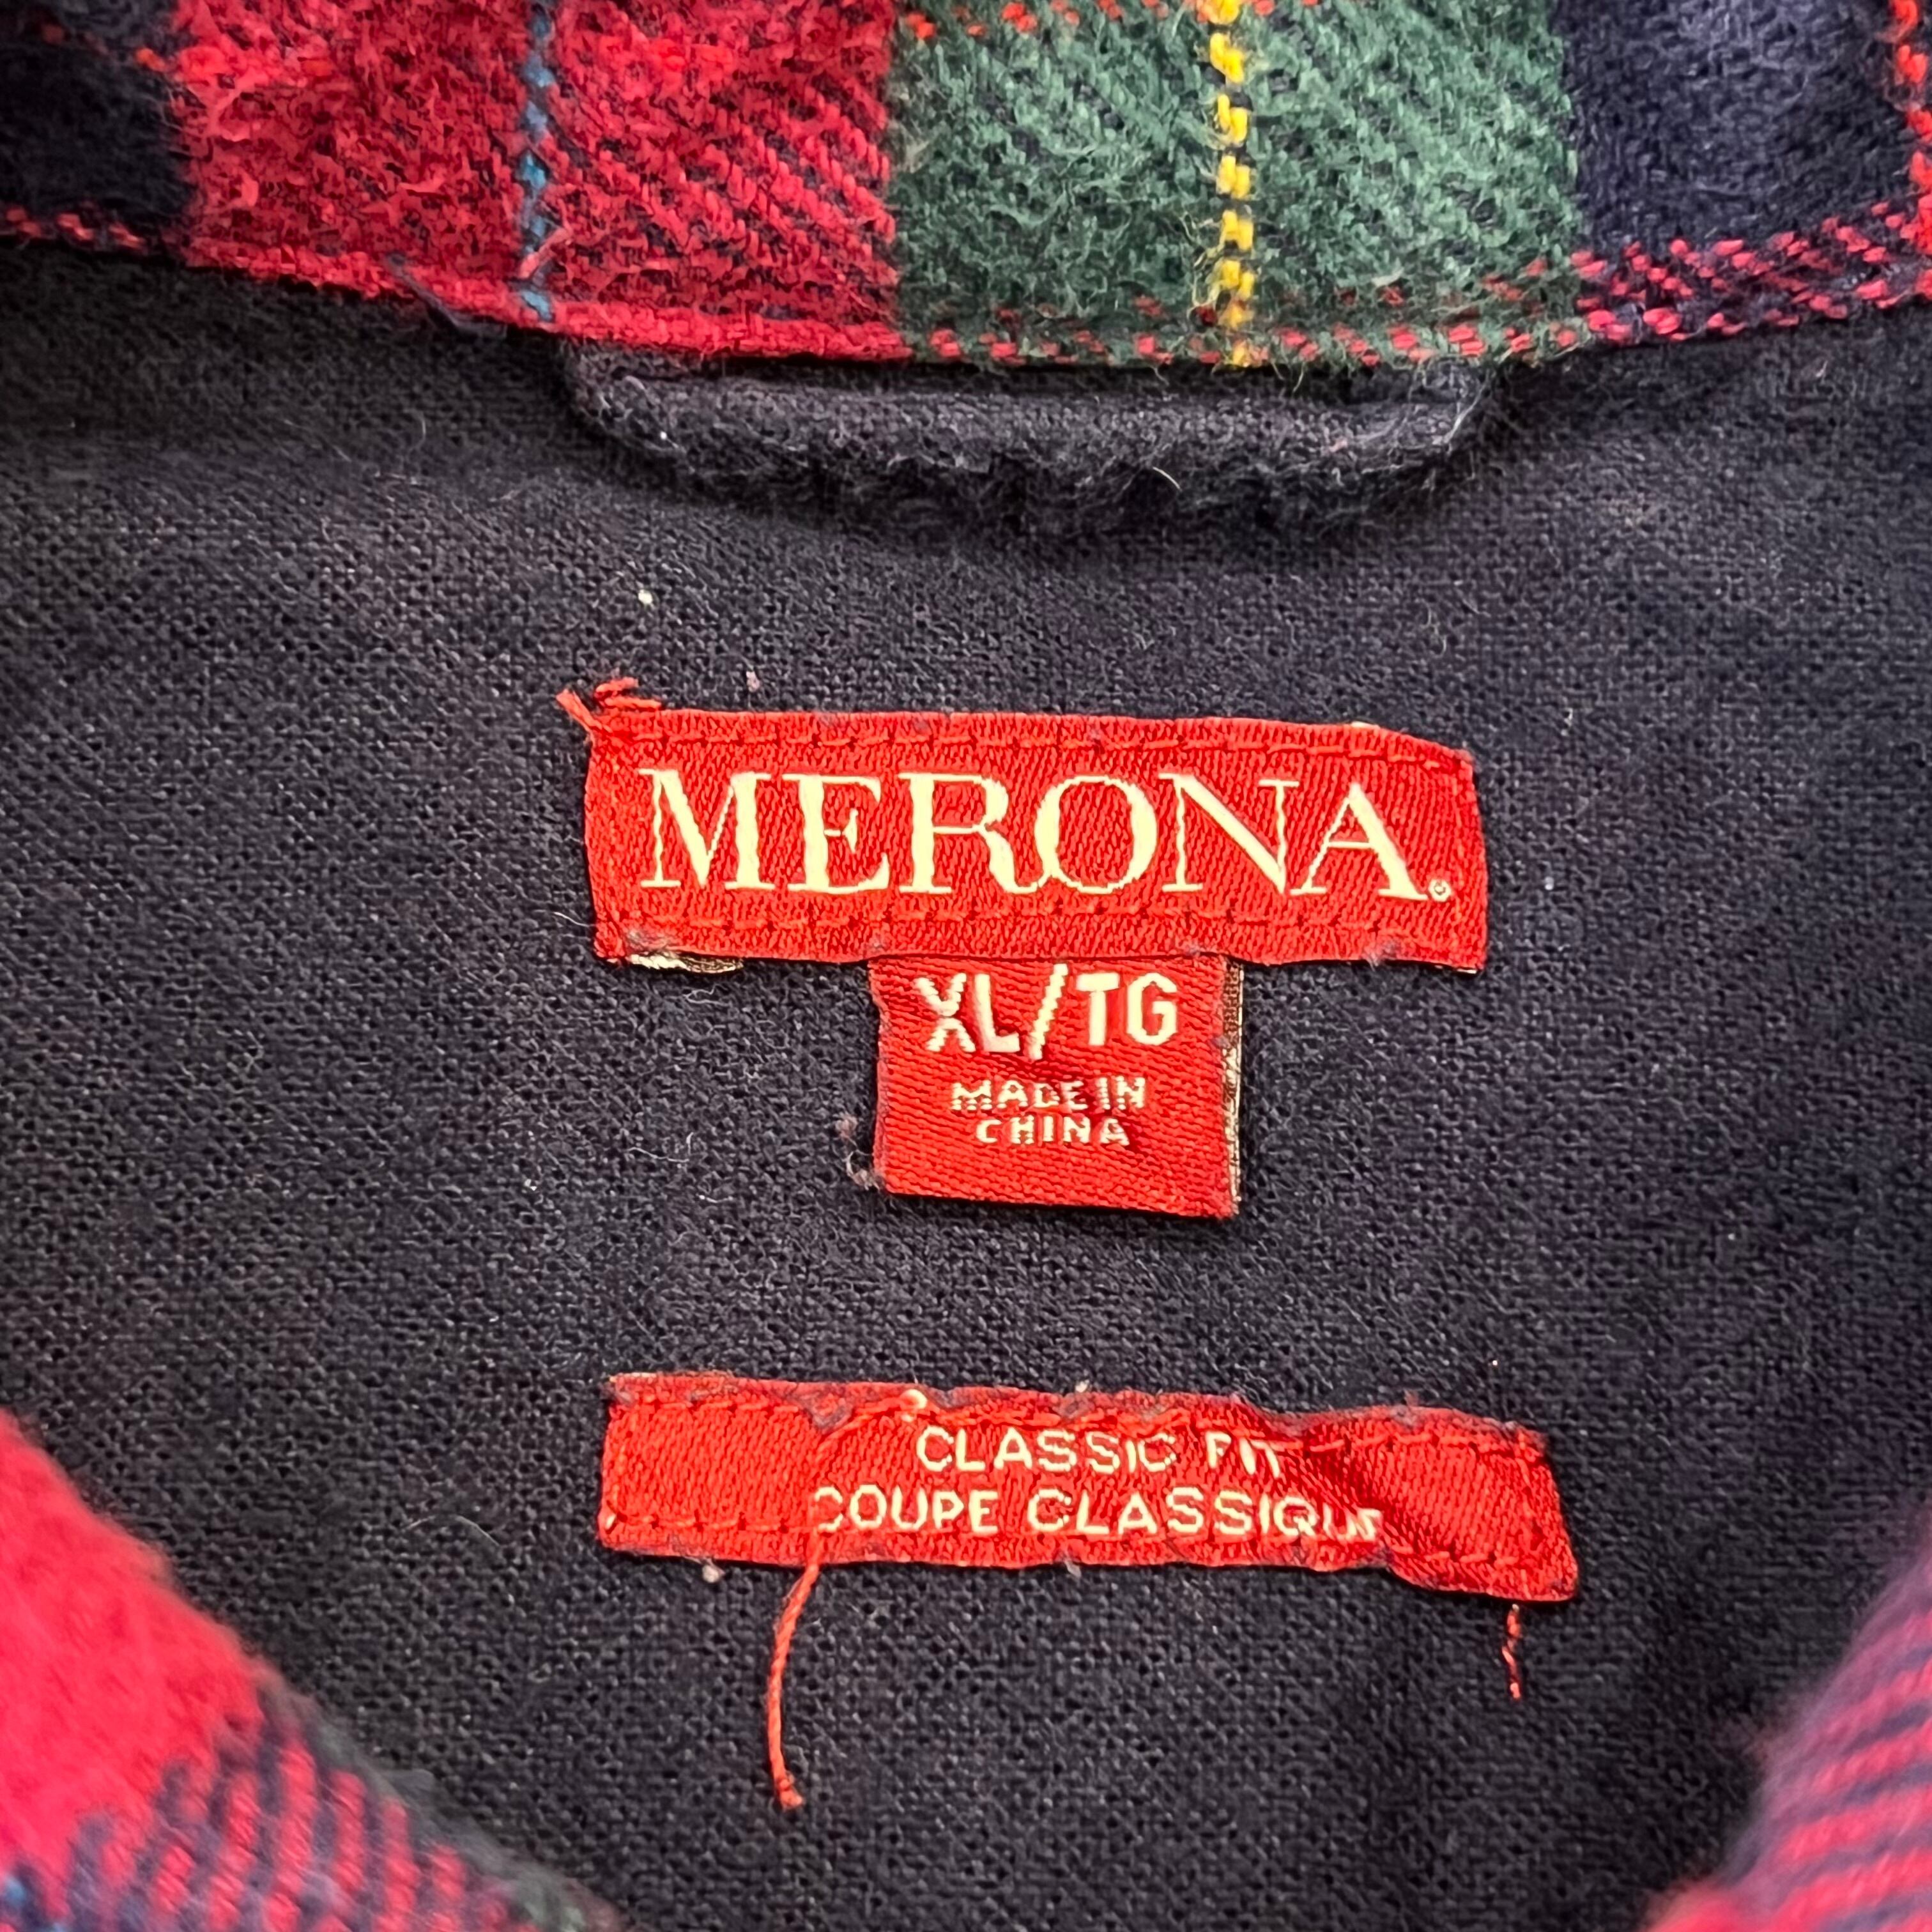 MERONA®
XL/TG
MADE IN
CHINA
CLASSIC FIT
COUPE CLASSIQUE